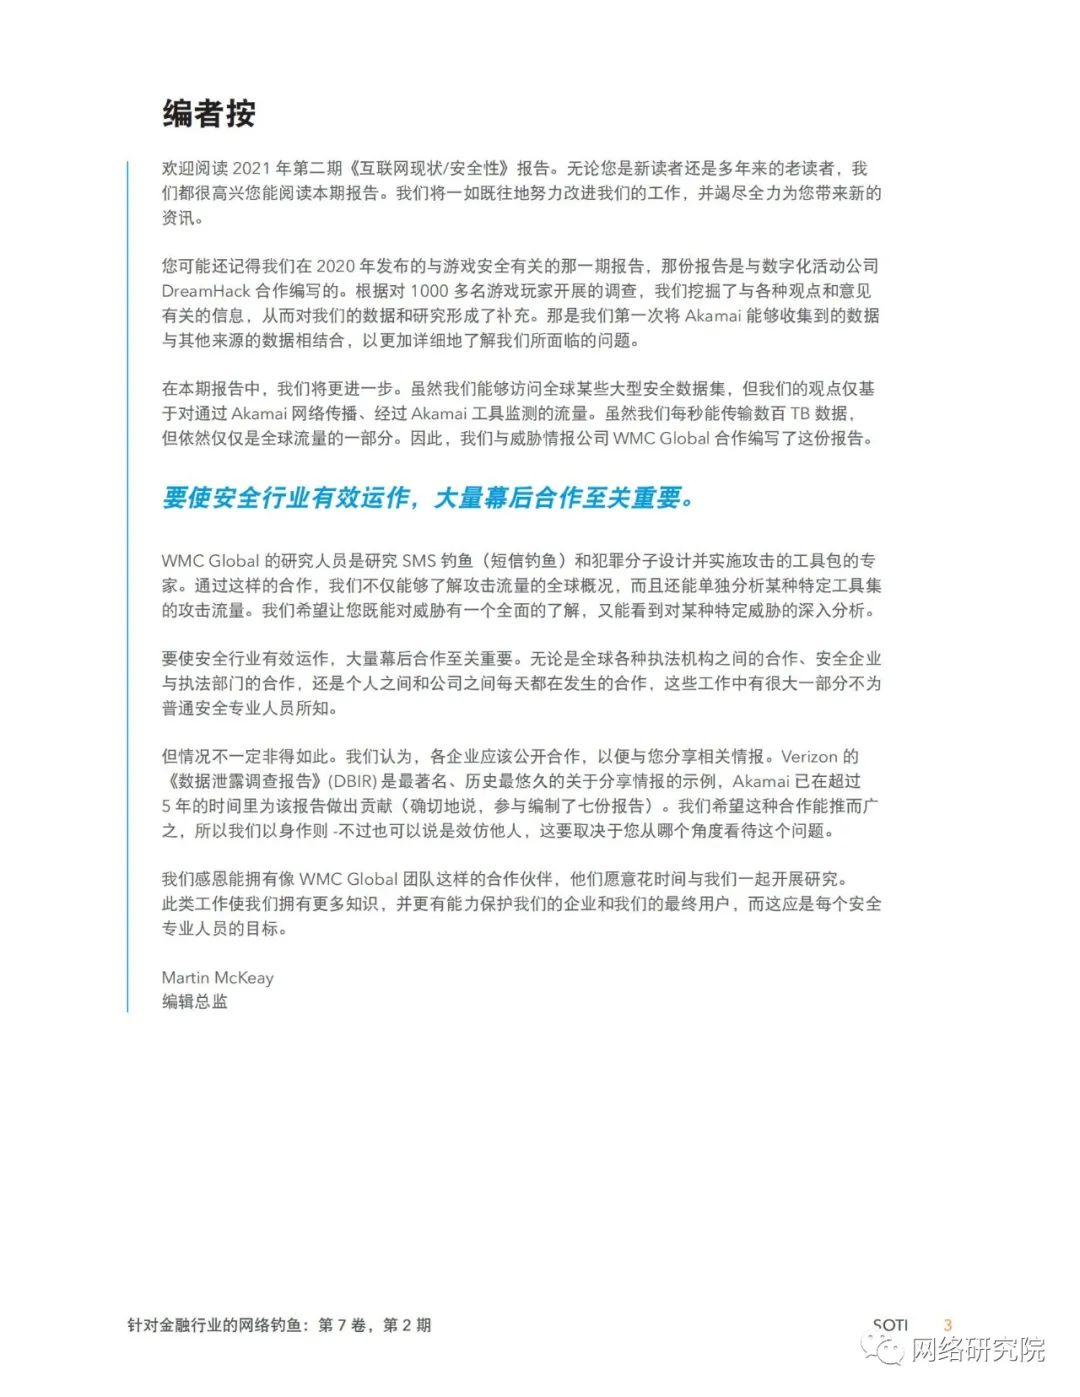 编者按
欢迎阅读 2021 年第二期《互联网现状/安全性》报告。无论您是新读者还是多年来的老读者，我
们都很高兴您能阅读本期报告。我们将一如既往地努力改进我们的工作，并竭尽全力为您带来新的
资讯。
您可能还记得我们在 2020 年发布的与游戏安全有关的那一期报告，那份报告是与数字化活动公司
DreamHack 合作编写的。根据对 1000 多名游戏玩家开展的调查，我们挖掘了与各种观点和意见
有关的信息，从而对我们的数据和研究形成了补充。那是我们第一次将 Akamai 能够收集到的数据
与其他来源的数据相结合，以更加详细地了解我们所面临的问题。
在本期报告中，我们将更进一步。虽然我们能够访问全球某些大型安全数据集，但我们的观点仅基
于对通过 Akamai 网络传播、经过 Akamai 工具监测的流量。虽然我们每秒能传输数百 TB 数据，
但依然仅仅是全球流量的一部分。因此，我们与威胁情报公司 WMC Global 合作编写了这份报告。
要使安全行业有效运作，大量幕后合作至关重要。
WMC Global 的研究人员是研究 SMS 钓鱼（短信钓鱼）和犯罪分子设计并实施攻击的工具包的专
家。通过这样的合作，我们不仅能够了解攻击流量的全球概况，而且还能单独分析某种特定工具集
的攻击流量。我们希望让您既能对威胁有一个全面的了解，又能看到对某种特定威胁的深入分析。
要使安全行业有效运作，大量幕后合作至关重要。无论是全球各种执法机构之间的合作、安全企业
与执法部门的合作，还是个人之间和公司之间每天都在发生的合作，这些工作中有很大一部分不为
普通安全专业人员所知。
但情况不一定非得如此。我们认为，各企业应该公开合作，以便与您分享相关情报。Verizon 的
《数据泄露调查报告》(DBIR) 是最著名、历史最悠久的关于分享情报的示例，Akamai 已在超过
5 年的时间里为该报告做出贡献（确切地说，参与编制了七份报告）。我们希望这种合作能推而广
之，所以我们以身作则 -不过也可以说是效仿他人，这要取决于您从哪个角度看待这个问题。
我们感恩能拥有像 WMC Global 团队这样的合作伙伴，他们愿意花时间与我们一起开展研究。
此类工作使我们拥有更多知识，并更有能力保护我们的企业和我们的最终用户，而这应是每个安全
专业人员的目标。
Martin McKeay
编辑总监
针对金融行业的网络钓鱼：第 7 卷，第 2 期
SOTI 3
网络研究院